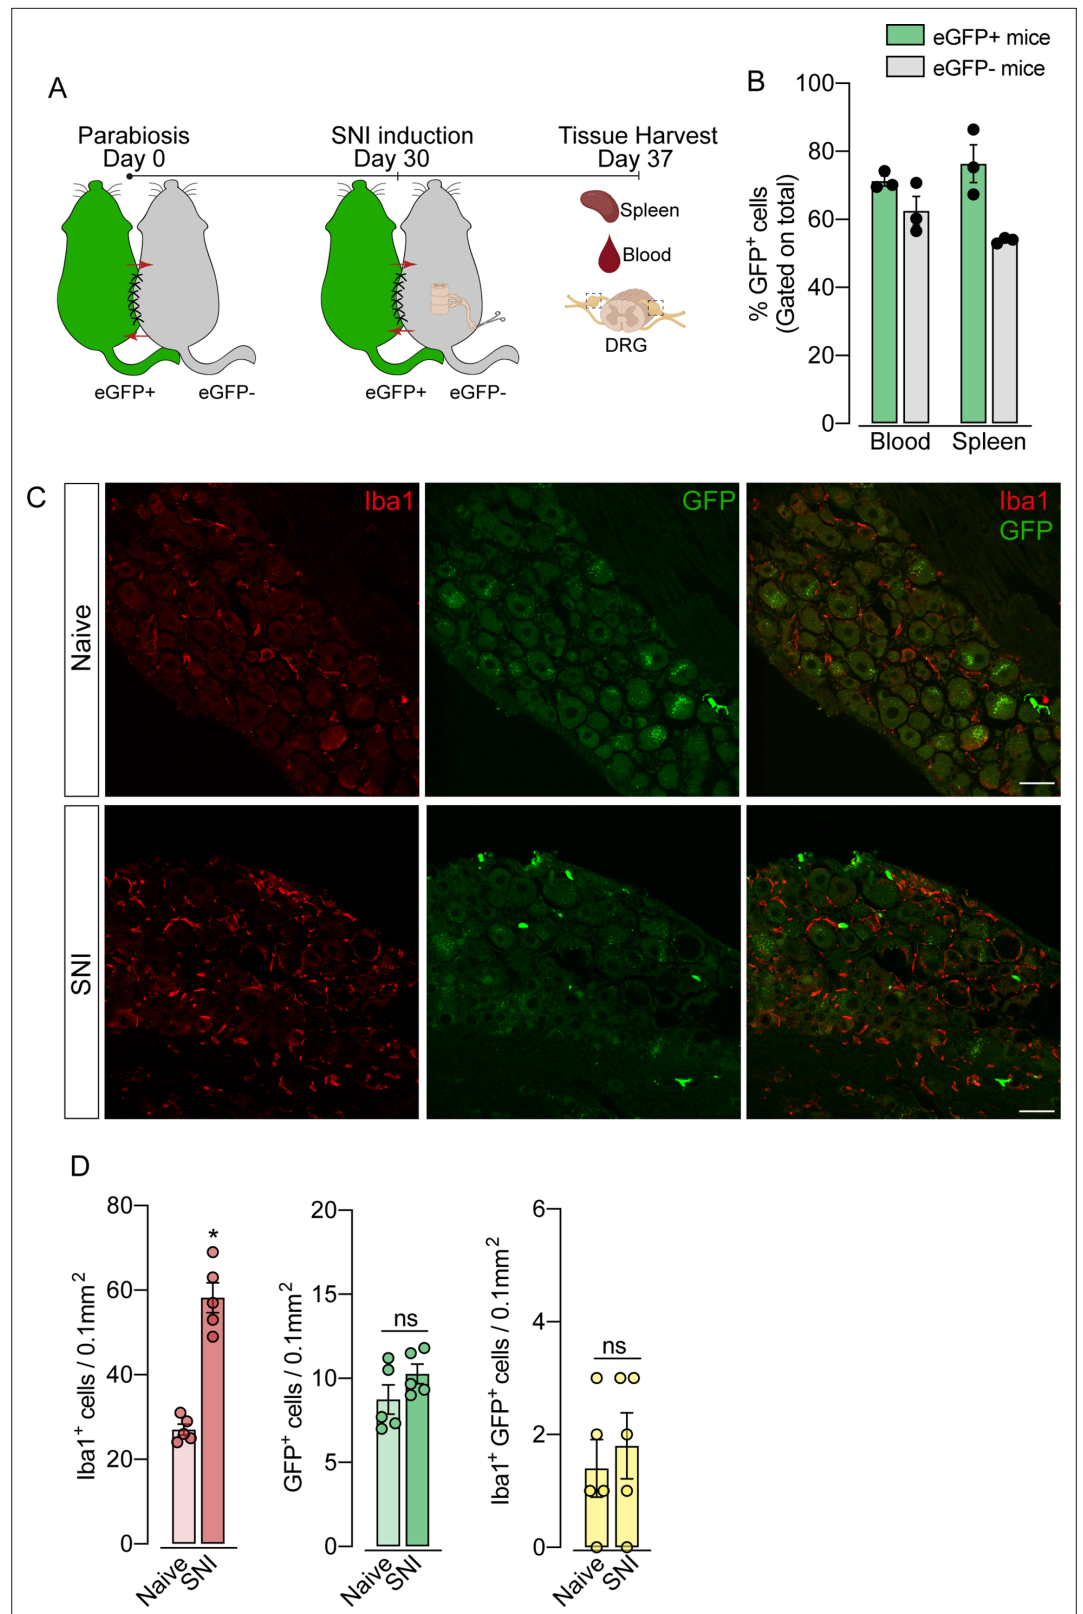 A
Parabiosis
Day 0
SNI induction
Day 30
Tissue Harvest
Day 37
Spleen
Blood
DRG
eGFP+
eGFP-
eGFP+
eGFP-
B
eGFP+ mice
eGFP- mice
% GFP⁺ cells
(Gated on total)
100
80
60
40
20
0
Blood
Spleen
C
Naive
Iba1
GFP
Iba1
GFP
SNI
D
Iba1⁺ cells / 0.1mm²
80
60
40
20
0
*
Naive
SNI
GFP⁺ cells / 0.1mm²
20
15
10
5
0
ns
Naive
SNI
Iba1⁺ GFP⁺ cells / 0.1mm²
6
4
2
0
ns
Naive
SNI